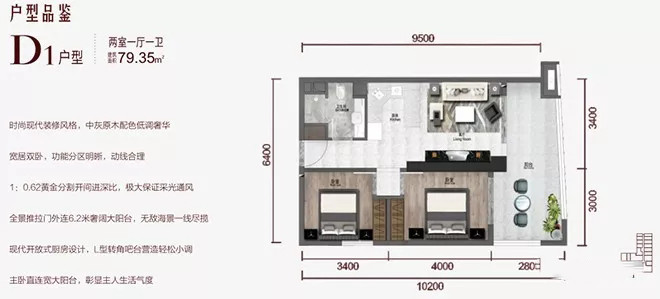 户型品鉴
D1户型
两室一厅一卫
建筑面积 79.35m²
时尚现代装修风格，中灰原木配色低调奢华
宽居双卧，功能分区明晰，动线合理
1：0.62黄金分割开间进深比，极大保证采光通风
全景推拉门外连6.2米奢阔大阳台，无敌海景一线尽揽
现代开放式厨房设计，L型转角吧台营造轻松小调
主卧直连宽大阳台，彰显主人生活气度
9500
6400
3400
3000
卫生间
厨房
Kitchen
客厅
Living Room
阳台
卧室
卧室
3400
4000
280
10200